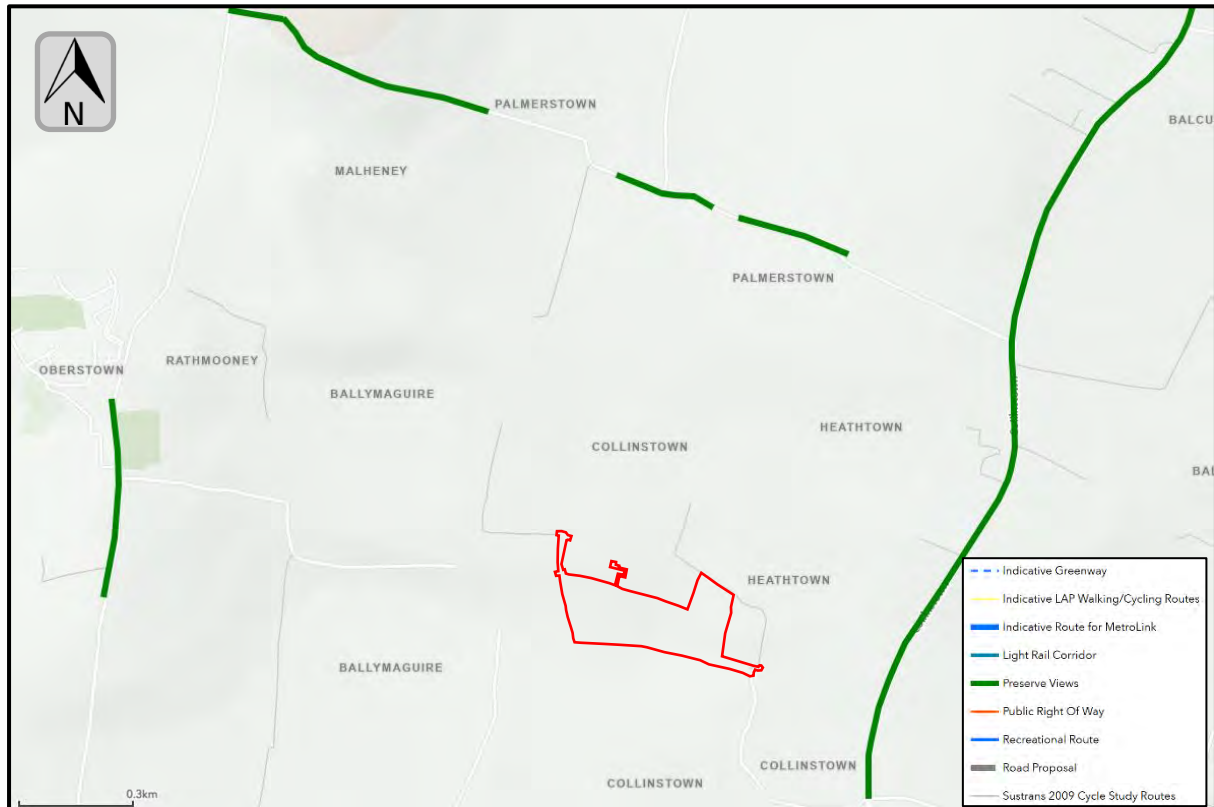 N
PALMERSTOWN
BALCU
MALHENEY
PALMERSTOWN
RATHMOONEY
OBERSTOWN
BALLYMAGUIRE
HEATHTOWN
COLLINSTOWN
BAL
HEATHTOWN
BALLYMAGUIRE
COLLINSTOWN
COLLINSTOWN
0.3km
Indicative Greenway
Indicative LAP Walking/Cycling Routes
Indicative Route for MetroLink
Light Rail Corridor
Preserve Views
Public Right Of Way
Recreational Route
Road Proposal
Sustrans 2009 Cycle Study Routes